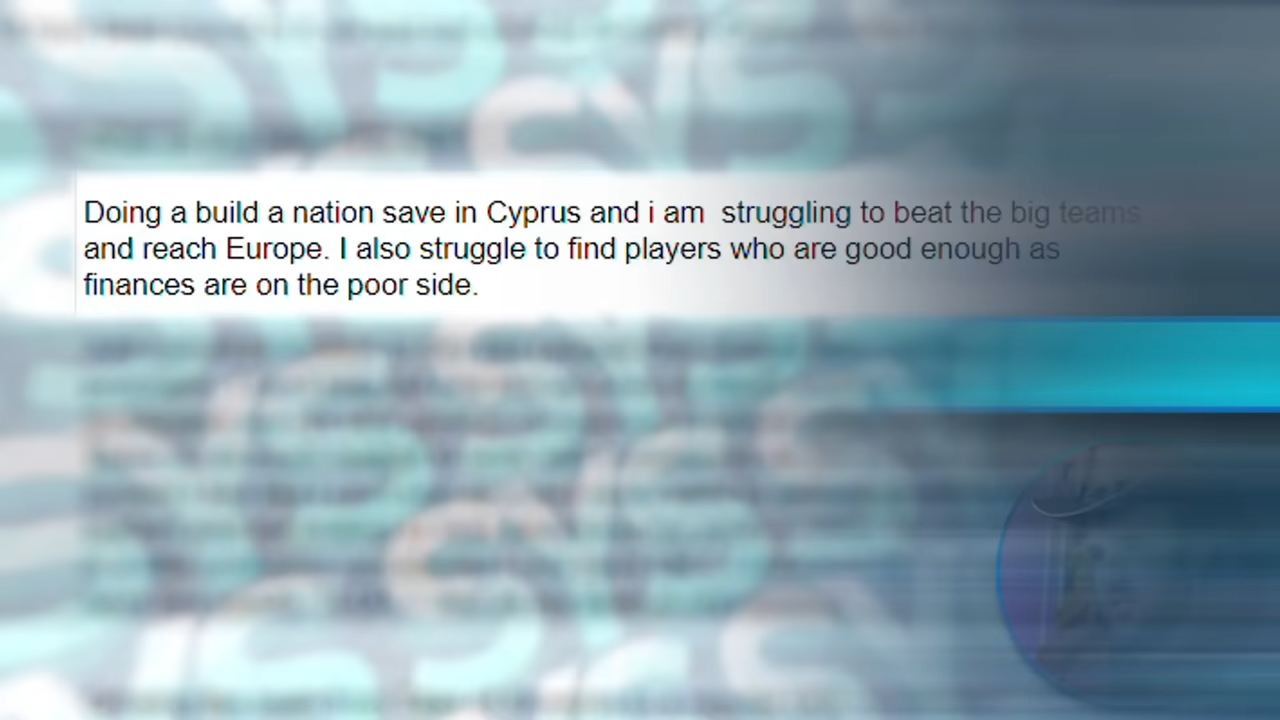 Doing a build a nation save in Cyprus and i am  struggling to beat the big teams
and reach Europe. I also struggle to find players who are good enough as
finances are on the poor side.